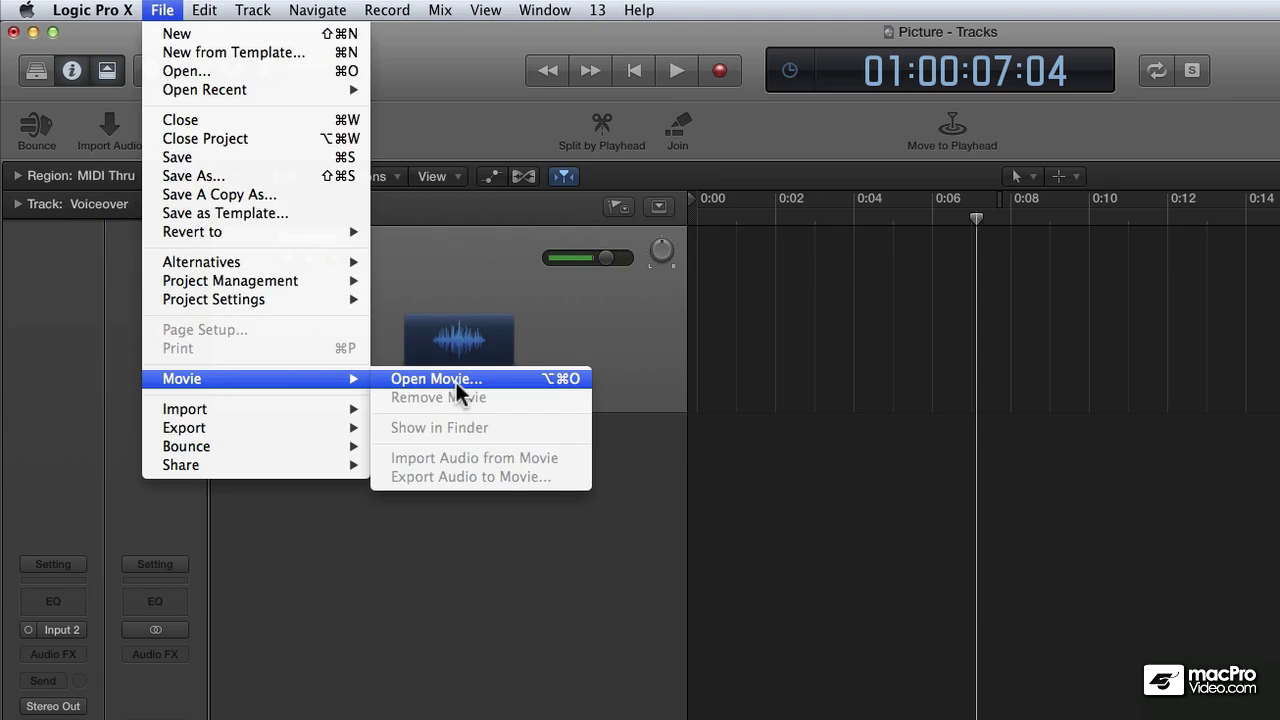 Logic Pro X File Edit Track Navigate Record Mix View Window 13 Help
Picture - Tracks
01:00:07:04
S
New ⇧⌘N
New from Template... ⌘N
Open... ⌘O
Open Recent
Close ⌘W
Close Project ⌥⌘W
Save ⌘S
Save As... ⇧⌘S
Save A Copy As...
Save as Template...
Revert to
Alternatives
Project Management
Project Settings
Page Setup...
Print ⌘P
Movie
Import
Export
Bounce
Share
Open Movie... ⌥⌘O
Remove Movie
Show in Finder
Import Audio from Movie
Export Audio to Movie...
Bounce Import Audio Split by Playhead Join Move to Playhead
Region: MIDI Thru View
Track: Voiceover
0:00 0:02 0:04 0:06 0:08 0:10 0:12 0:14
L R
Setting Setting
EQ EQ
Input 2
Audio FX Audio FX
Send
Stereo Out
macPro
Video.com